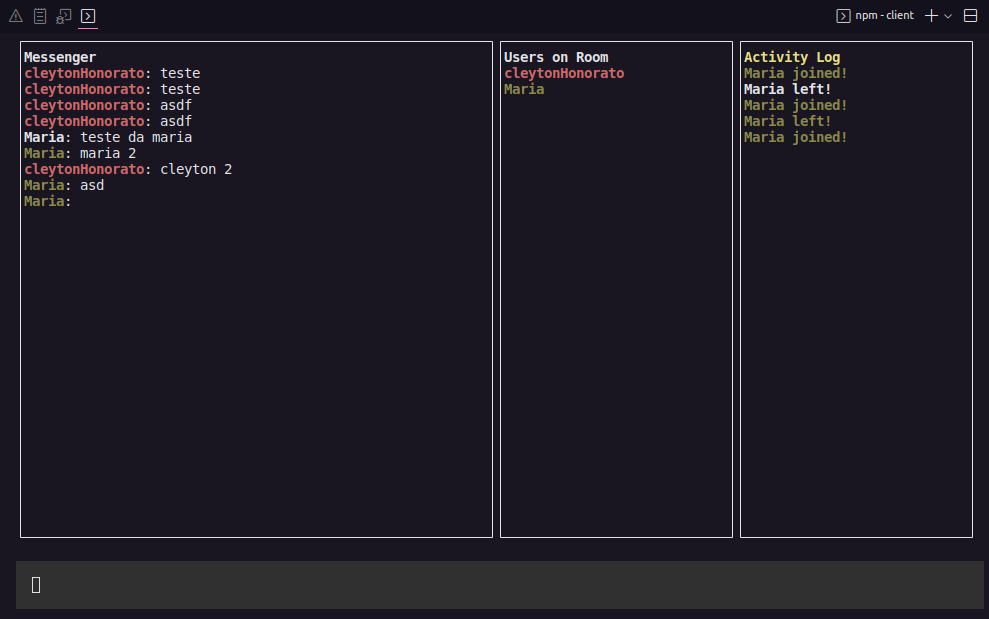 npm - client
Messenger
cleytonHonorato: teste
cleytonHonorato: teste
cleytonHonorato: asdf
cleytonHonorato: asdf
Maria: teste da maria
Maria: maria 2
cleytonHonorato: cleyton 2
Maria: asd
Maria:
Users on Room
cleytonHonorato
Maria
Activity Log
Maria joined!
Maria left!
Maria joined!
Maria left!
Maria joined!